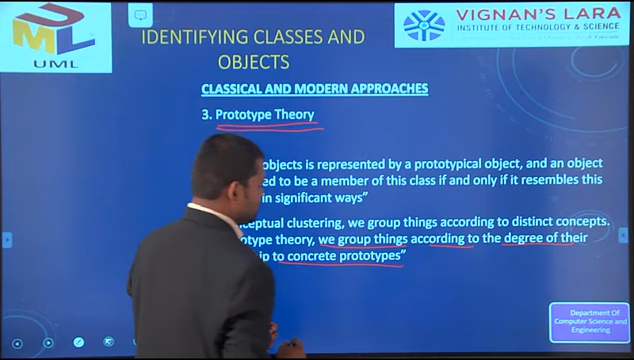 UML
UML
IDENTIFYING CLASSES AND
OBJECTS
VIGNAN'S LARA
INSTITUTE OF TECHNOLOGY & SCIENCE
CLASSICAL AND MODERN APPROACHES
3. Prototype Theory
objects is represented by a prototypical object, and an object
ed to be a member of this class if and only if it resembles this
in significant ways"
ceptual clustering, we group things according to distinct concepts.
otype theory, we group things according to the degree of their
ip to concrete prototypes"
Department Of
Computer Science and
Engineering